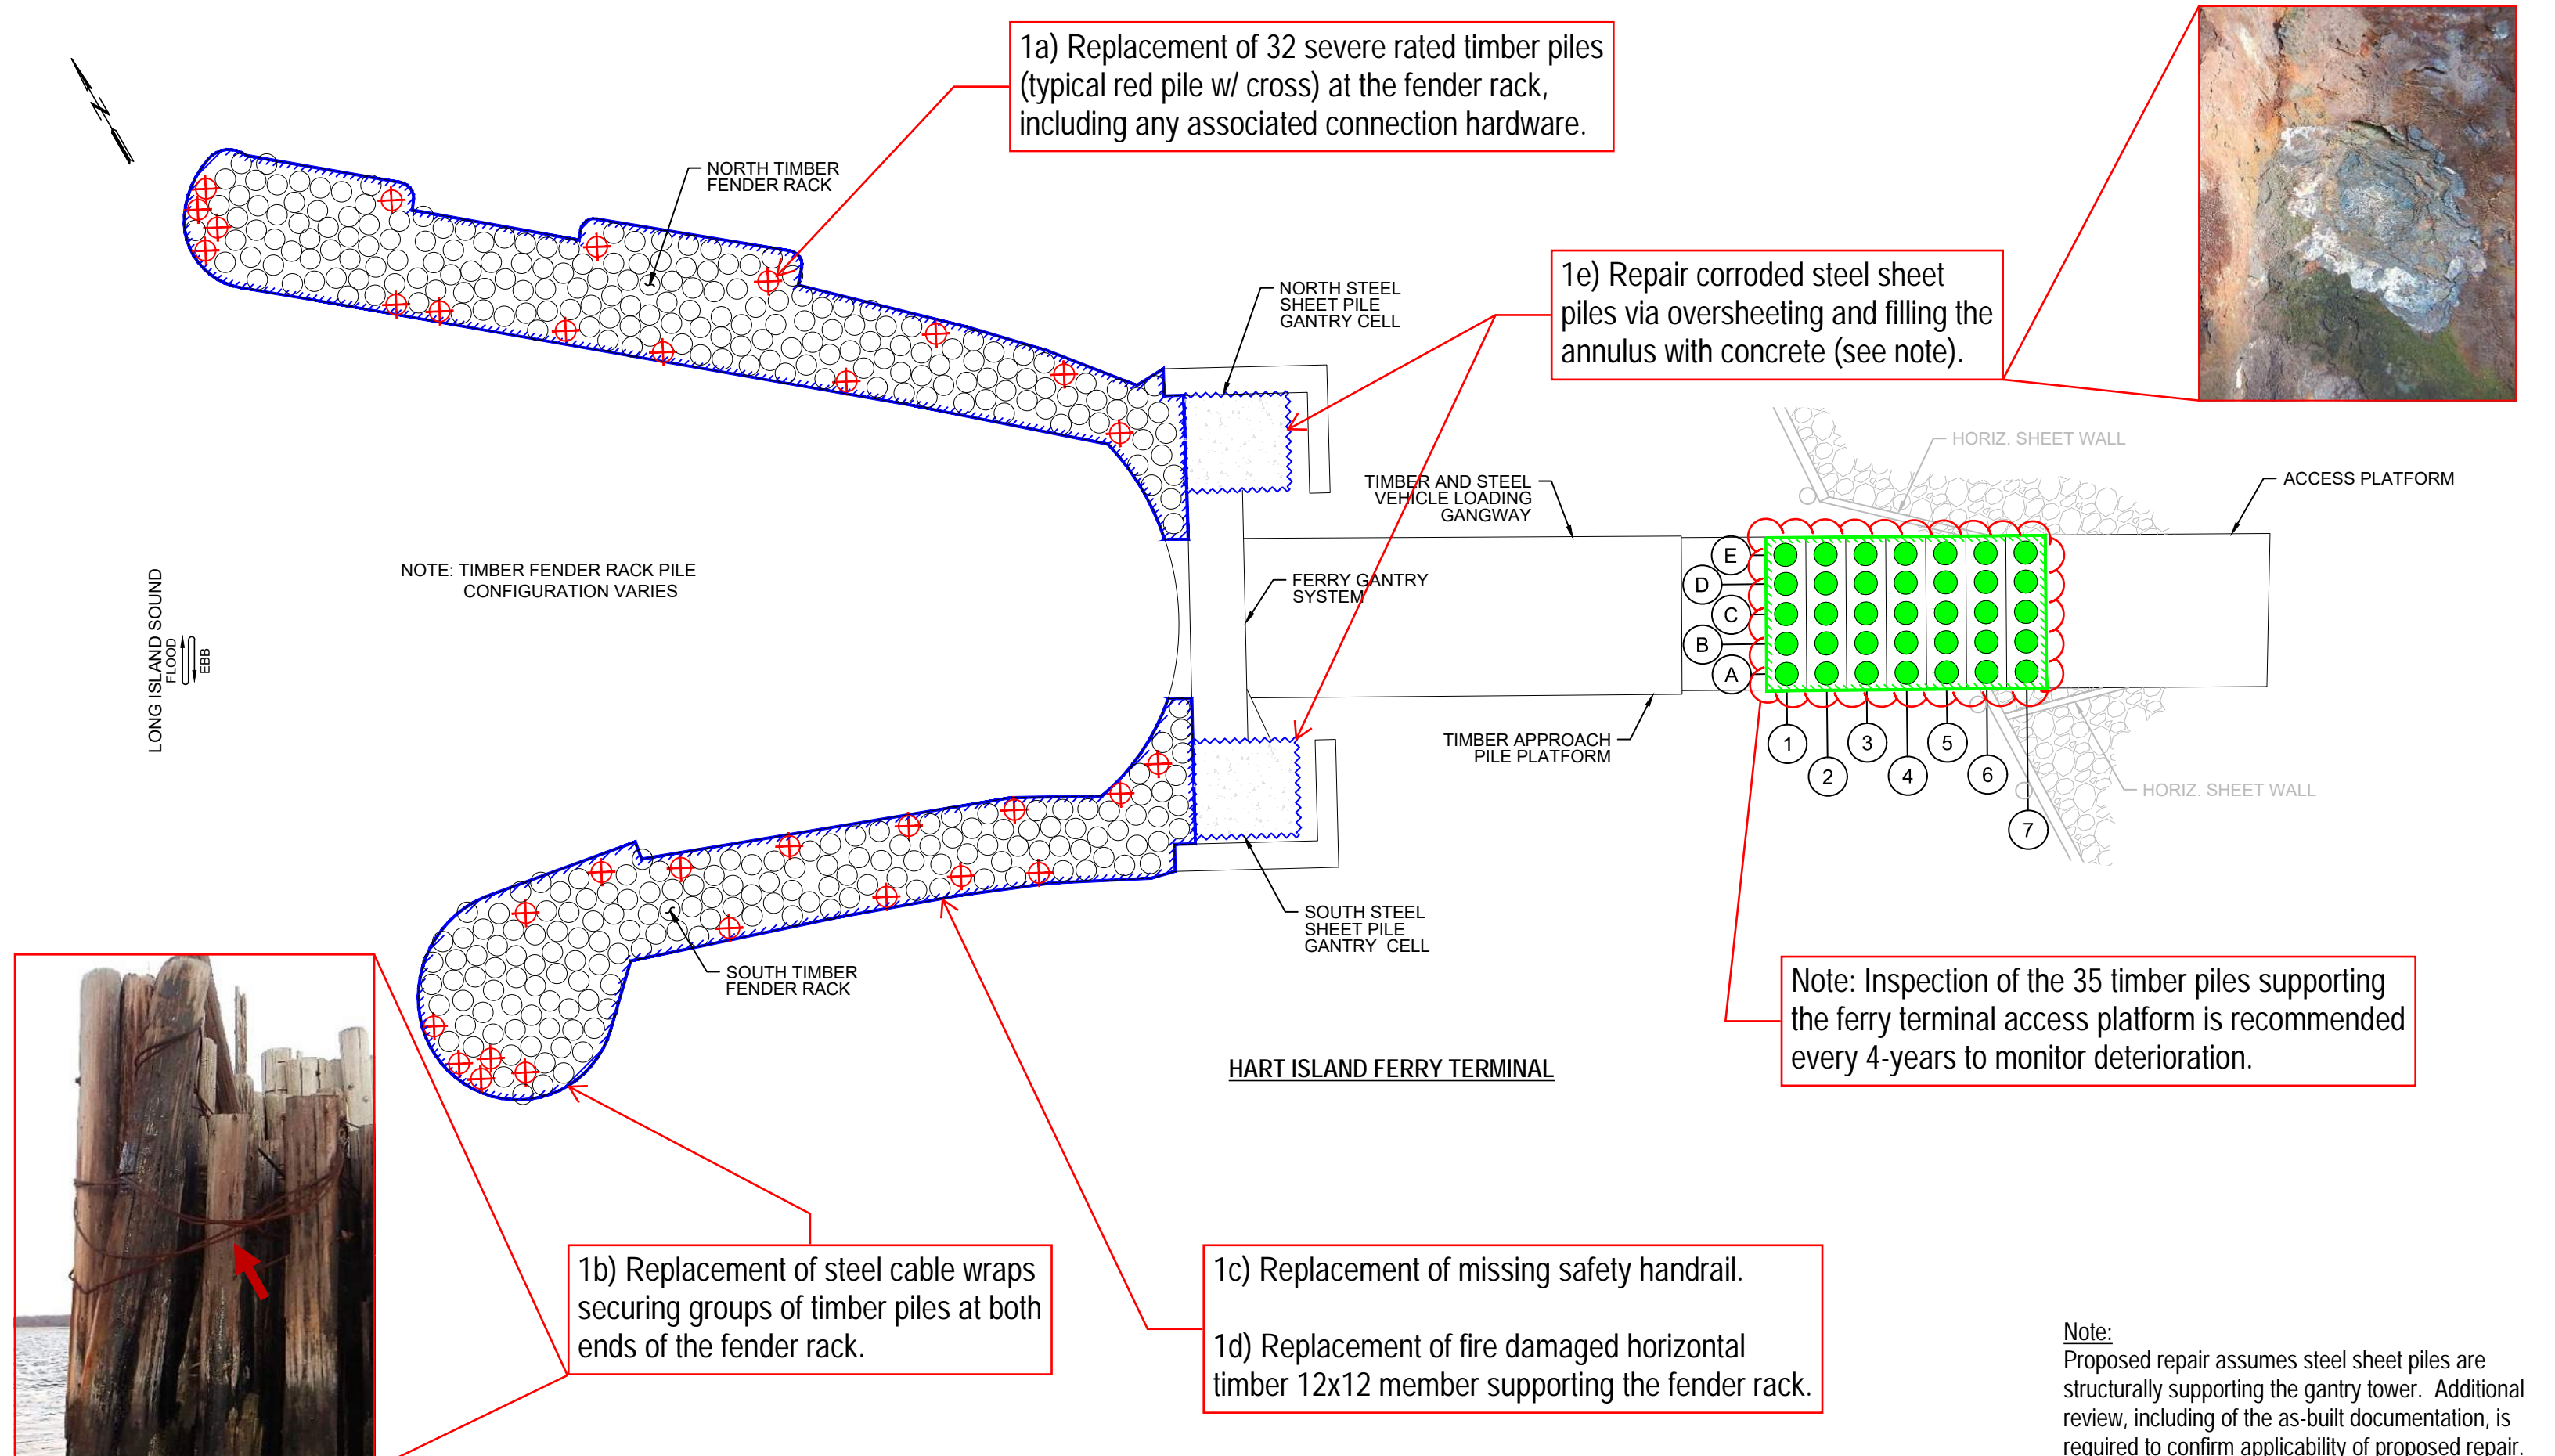 1a) Replacement of 32 severe rated timber piles
(typical red pile w/ cross) at the fender rack,
including any associated connection hardware.
N
NORTH TIMBER
FENDER RACK
1e) Repair corroded steel sheet
piles via oversheeting and filling the
annulus with concrete (see note).
NORTH STEEL
SHEET PILE
GANTRY CELL
HORIZ. SHEET WALL
TIMBER AND STEEL
VEHICLE LOADING
GANGWAY
ACCESS PLATFORM
NOTE: TIMBER FENDER RACK PILE
CONFIGURATION VARIES
LONG ISLAND SOUND
FLOOD
EBB
FERRY GANTRY
SYSTEM
E
D
C
B
A
1
2
3
4
5
6
7
TIMBER APPROACH
PILE PLATFORM
HORIZ. SHEET WALL
SOUTH STEEL
SHEET PILE
GANTRY CELL
SOUTH TIMBER
FENDER RACK
Note: Inspection of the 35 timber piles supporting
the ferry terminal access platform is recommended
every 4-years to monitor deterioration.
HART ISLAND FERRY TERMINAL
1b) Replacement of steel cable wraps
securing groups of timber piles at both
ends of the fender rack.
1c) Replacement of missing safety handrail.
1d) Replacement of fire damaged horizontal
timber 12x12 member supporting the fender rack.
Note:
Proposed repair assumes steel sheet piles are
structurally supporting the gantry tower. Additional
review, including of the as-built documentation, is
required to confirm applicability of proposed repair.